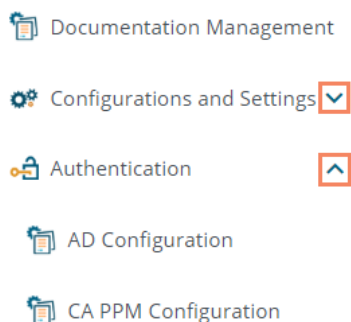 Documentation Management
Configurations and Settings
Authentication
AD Configuration
CA PPM Configuration